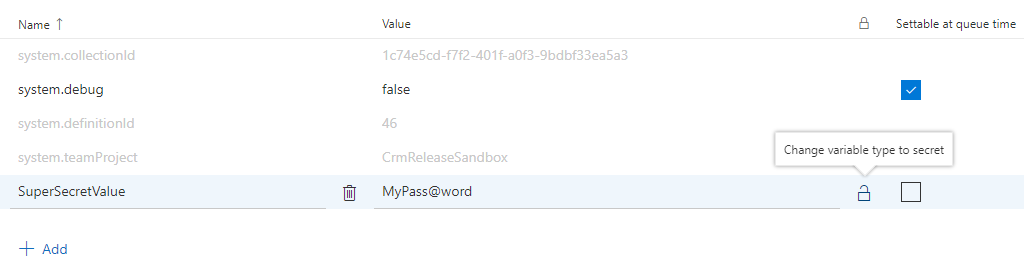 Name ↑ Value Settable at queue time
system.collectionId 1c74e5cd-f7f2-401f-a0f3-9bdbf33ea5a3
system.debug false
system.definitionId 46
system.teamProject CrmReleaseSandbox
Change variable type to secret
SuperSecretValue MyPass@word
+ Add